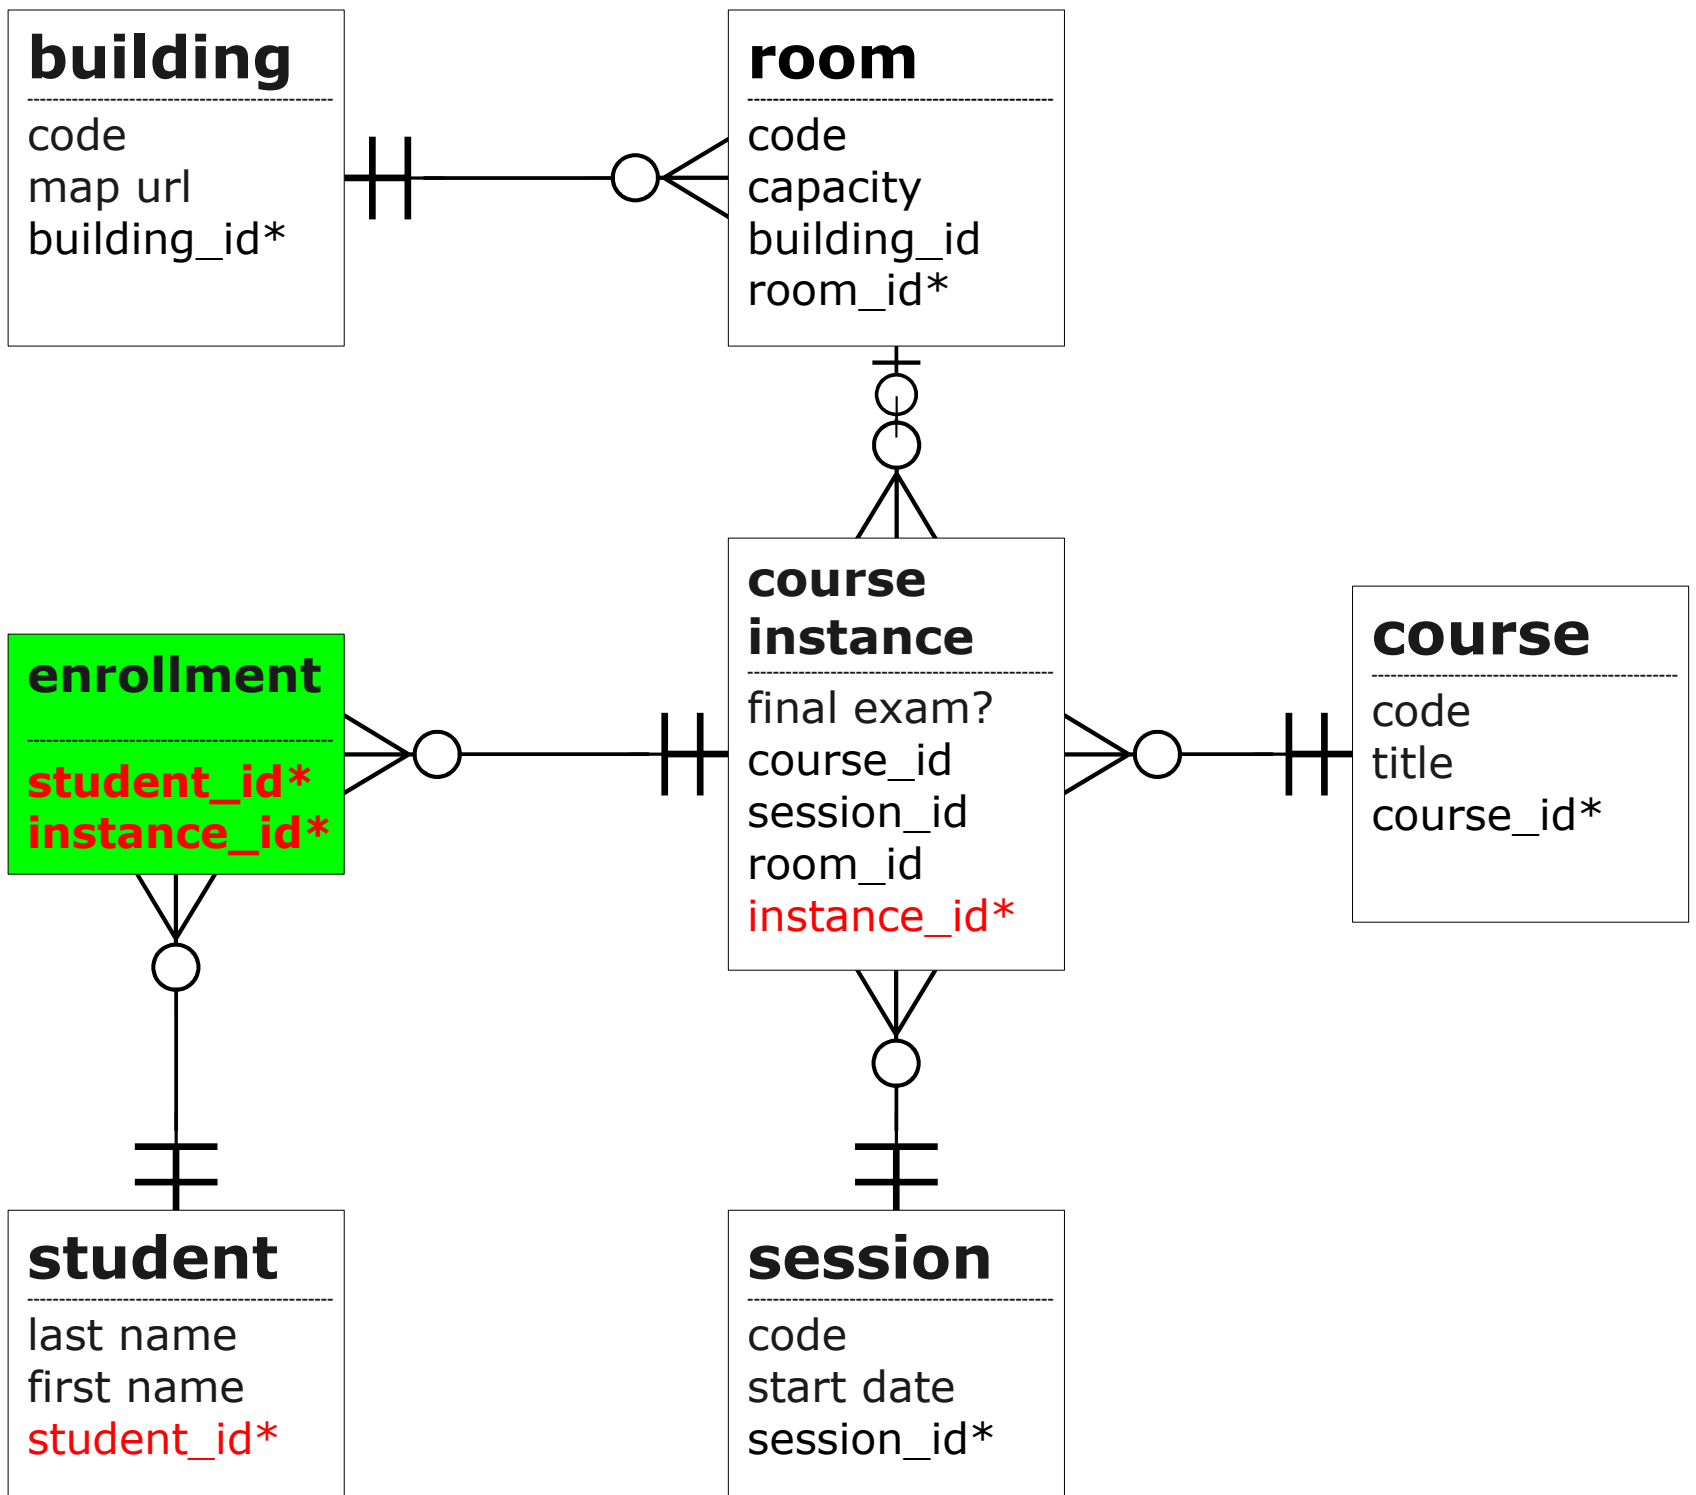 building
code
map url
building_id*
room
code
capacity
building_id
room_id*
course
instance
final exam?
course_id
session_id
room_id
instance_id*
course
code
title
course_id*
enrollment
student_id*
instance_id*
student
last name
first name
student_id*
session
code
start date
session_id*